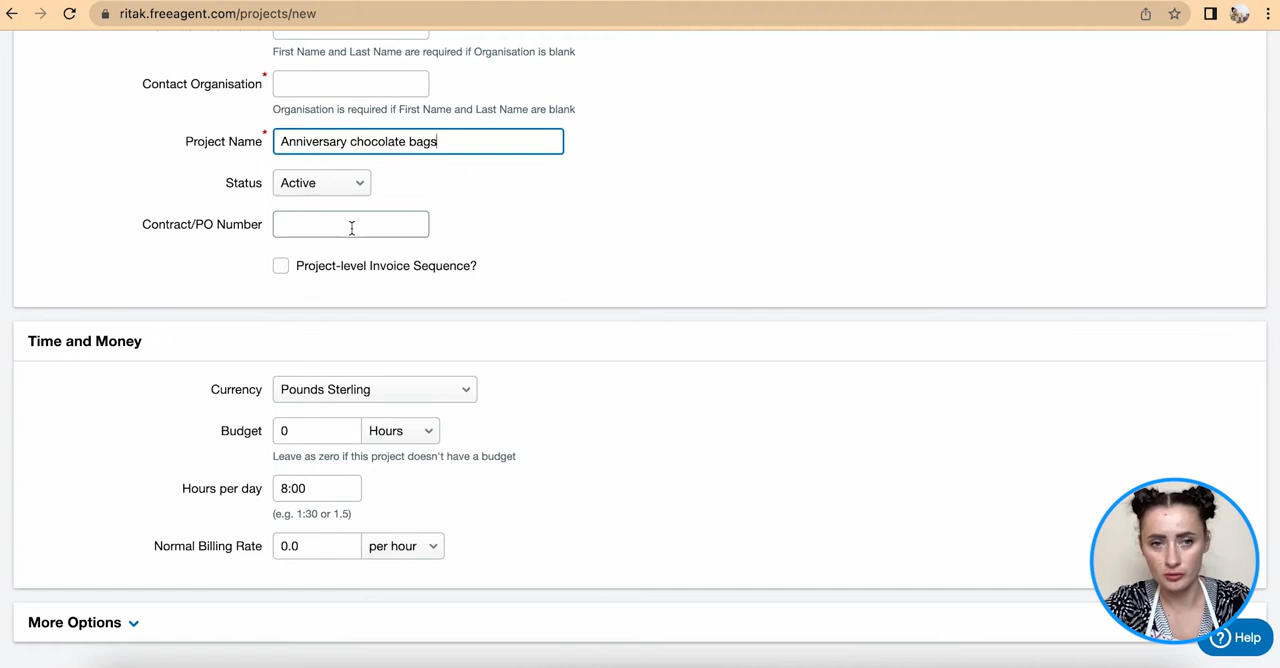 ritak.freeagent.com/projects/new
First Name and Last Name are required if Organisation is blank
Contact Organisation *
Organisation is required if First Name and Last Name are blank
Project Name * Anniversary chocolate bags
Status Active
Contract/PO Number
Project-level Invoice Sequence?
Time and Money
Currency Pounds Sterling
Budget 0 Hours
Leave as zero if this project doesn't have a budget
Hours per day 8:00
(e.g. 1:30 or 1.5)
Normal Billing Rate 0.0 per hour
More Options
? Help